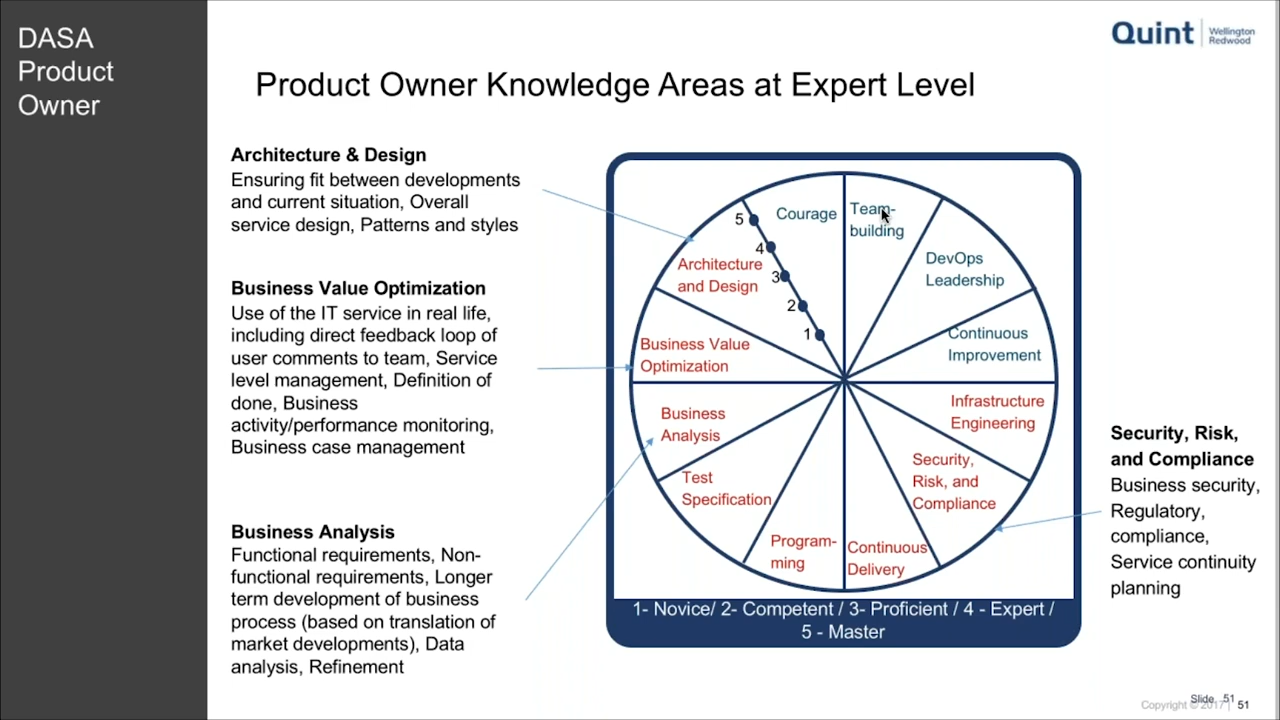 DASA
Product
Owner
Quint
Wellington
Redwood
Product Owner Knowledge Areas at Expert Level
Architecture & Design
Ensuring fit between developments
and current situation, Overall
service design, Patterns and styles
Business Value Optimization
Use of the IT service in real life,
including direct feedback loop of
user comments to team, Service
level management, Definition of
done, Business
activity/performance monitoring,
Business case management
Business Analysis
Functional requirements, Non-
functional requirements, Longer
term development of business
process (based on translation of
market developments), Data
analysis, Refinement
5
4
3
2
1
Courage
Team-
building
DevOps
Leadership
Continuous
Improvement
Infrastructure
Engineering
Security,
Risk, and
Compliance
Continuous
Delivery
Program-
ming
Test
Specification
Business
Analysis
Business Value
Optimization
Architecture
and Design
1- Novice/ 2- Competent / 3- Proficient / 4 - Expert /
5 - Master
Security, Risk,
and Compliance
Business security,
Regulatory,
compliance,
Service continuity
planning
Slide 51
Copyright © 2017 | 51